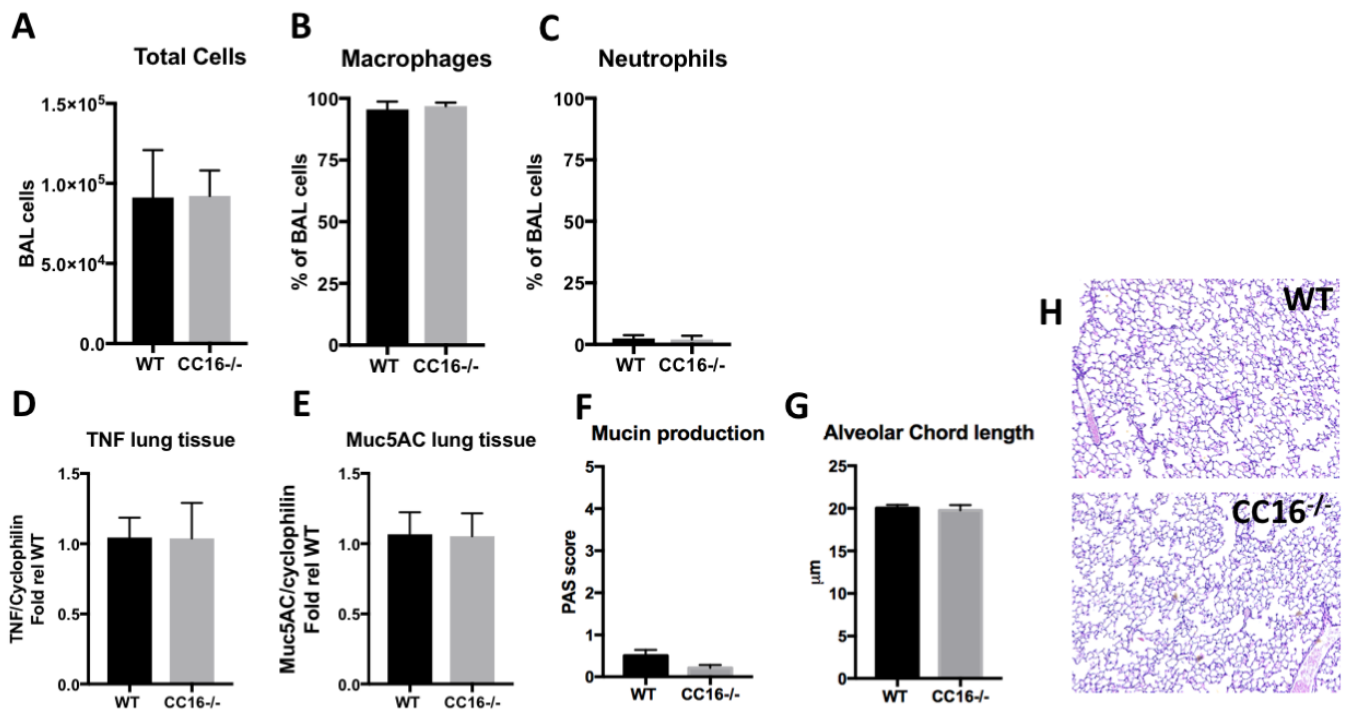 A
Total Cells
BAL cells
1.5×10⁵
1.0×10⁵
5.0×10⁴
0.0
WT CC16-/-
B
Macrophages
% of BAL cells
100
75
50
25
0
WT CC16-/-
C
Neutrophils
% of BAL cells
100
75
50
25
0
WT CC16-/-
D
TNF lung tissue
TNF/Cyclophilin
Fold rel WT
1.5
1.0
0.5
0.0
WT CC16-/-
E
Muc5AC lung tissue
Muc5AC/cyclophilin
Fold rel WT
1.5
1.0
0.5
0.0
WT CC16-/-
F
Mucin production
PAS score
5
4
3
2
1
0
WT CC16-/-
G
Alveolar Chord length
μm
25
20
15
10
5
0
WT CC16-/-
H
WT
CC16⁻/⁻